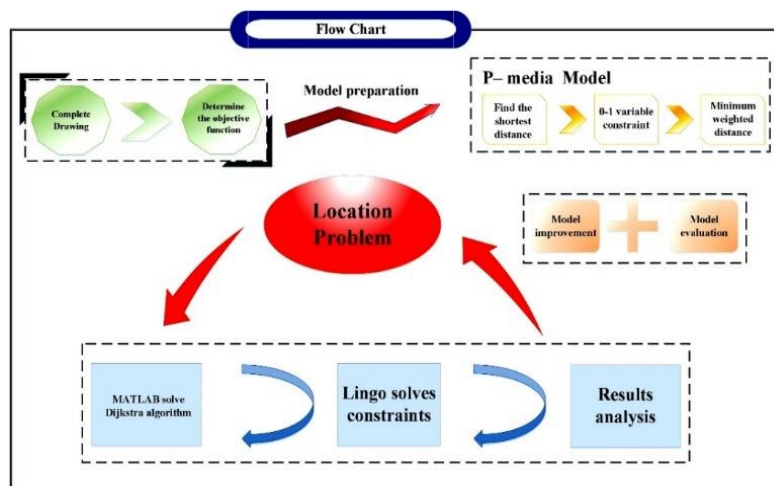 Flow Chart
Complete
Drawing
Determine
the objective
function
Model preparation
P– media Model
Find the
shortest
distance
0-1 variable
constraint
Minimum
weighted
distance
Location
Problem
Model
improvement
Model
evaluation
MATLAB solve
Dijkstra algorithm
Lingo solves
constraints
Results
analysis